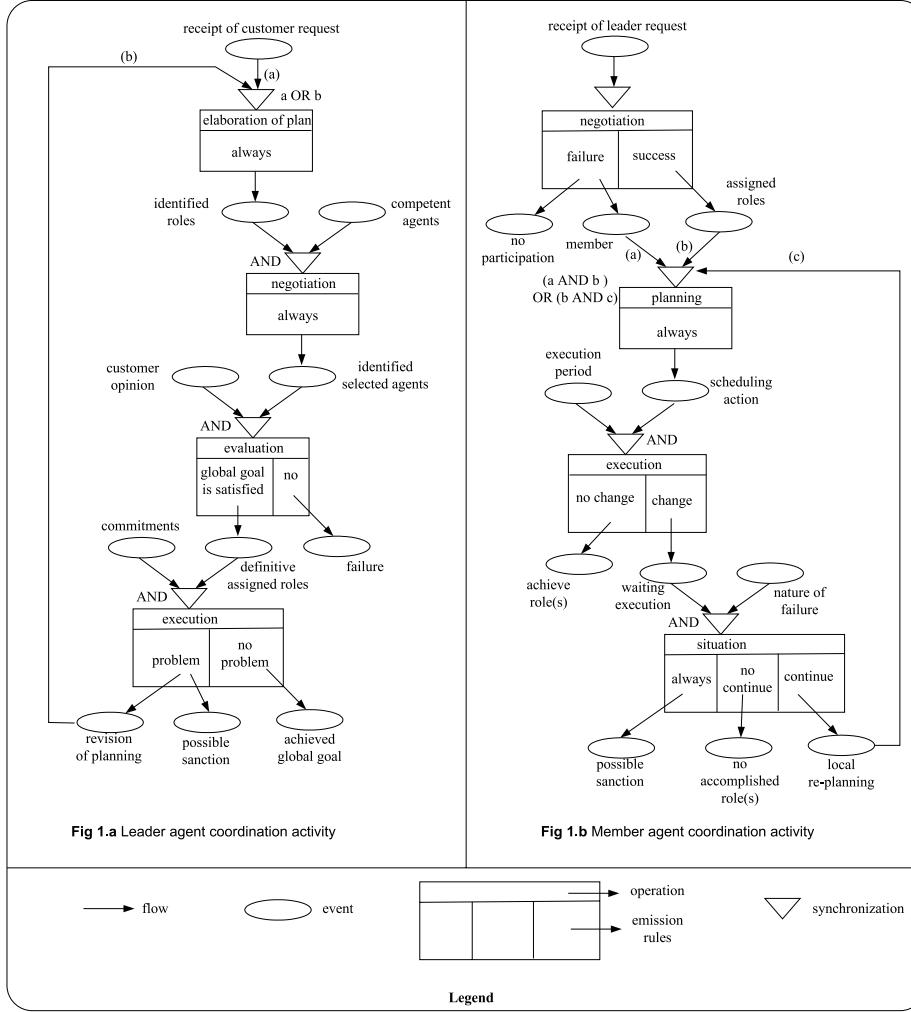 receipt of customer request
(b)
(a)
a OR b
elaboration of plan
always
identified
roles
competent
agents
AND
negotiation
always
customer
opinion
identified
selected agents
AND
evaluation
global goal
is satisfied
no
commitments
definitive
assigned roles
failure
AND
execution
problem
no
problem
revision
of planning
possible
sanction
achieved
global goal
Fig 1.a Leader agent coordination activity
receipt of leader request
negotiation
failure
success
assigned
roles
no
participation
member
(a)
(b)
(c)
(a AND b )
OR (b AND c)
planning
always
execution
period
scheduling
action
AND
execution
no change
change
achieve
role(s)
waiting
execution
nature of
failure
AND
situation
always
no
continue
continue
possible
sanction
no
accomplished
role(s)
local
re-planning
Fig 1.b Member agent coordination activity
flow
event
operation
emission
rules
synchronization
Legend